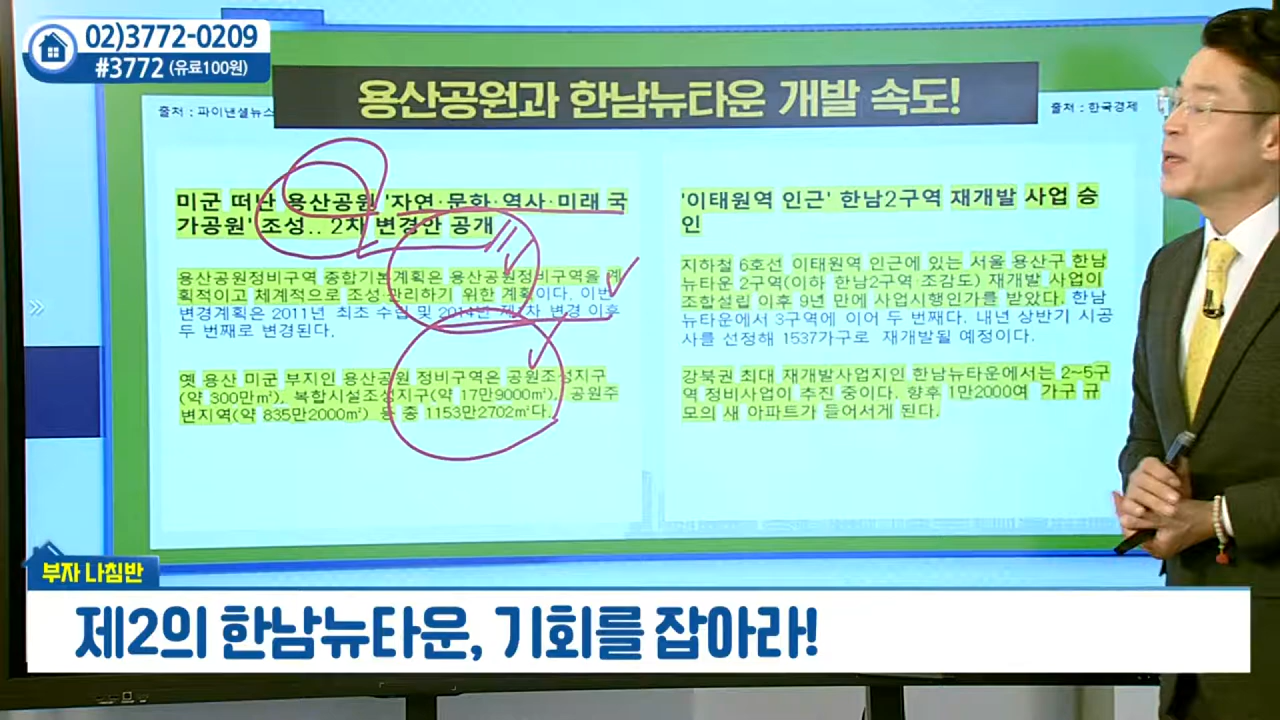 02)3772-0209
#3772 (유료100원)
용산공원과 한남뉴타운 개발 속도!
출처 : 파이낸셜뉴스
출처 : 한국경제
미군 떠난 용산공원 '자연·문화·역사·미래 국
가공원' 조성.. 2차 변경안 공개
용산공원정비구역 종합기본계획은 용산공원정비구역을 계
획적이고 체계적으로 조성·관리하기 위한 계획이다. 이번
변경계획은 2011년 최초 수립 및 2014년 제1차 변경 이후
두 번째로 변경된다.
옛 용산 미군 부지인 용산공원 정비구역은 공원조성지구
(약 300만㎡), 복합시설조성지구(약 17만9000㎡), 공원주
변지역(약 835만2000㎡) 등 총 1153만2702㎡다.
'이태원역 인근' 한남2구역 재개발 사업 승
인
지하철 6호선 이태원역 인근에 있는 서울 용산구 한남
뉴타운 2구역(이하 한남2구역·조감도) 재개발 사업이
조합설립 이후 9년 만에 사업시행인가를 받았다. 한남
뉴타운에서 3구역에 이어 두 번째다. 내년 상반기 시공
사를 선정해 1537가구로 재개발될 예정이다.
강북권 최대 재개발사업지인 한남뉴타운에서는 2~5구
역 정비사업이 추진 중이다. 향후 1만2000여 가구 규
모의 새 아파트가 들어서게 된다.
부자 나침반
제2의 한남뉴타운, 기회를 잡아라!